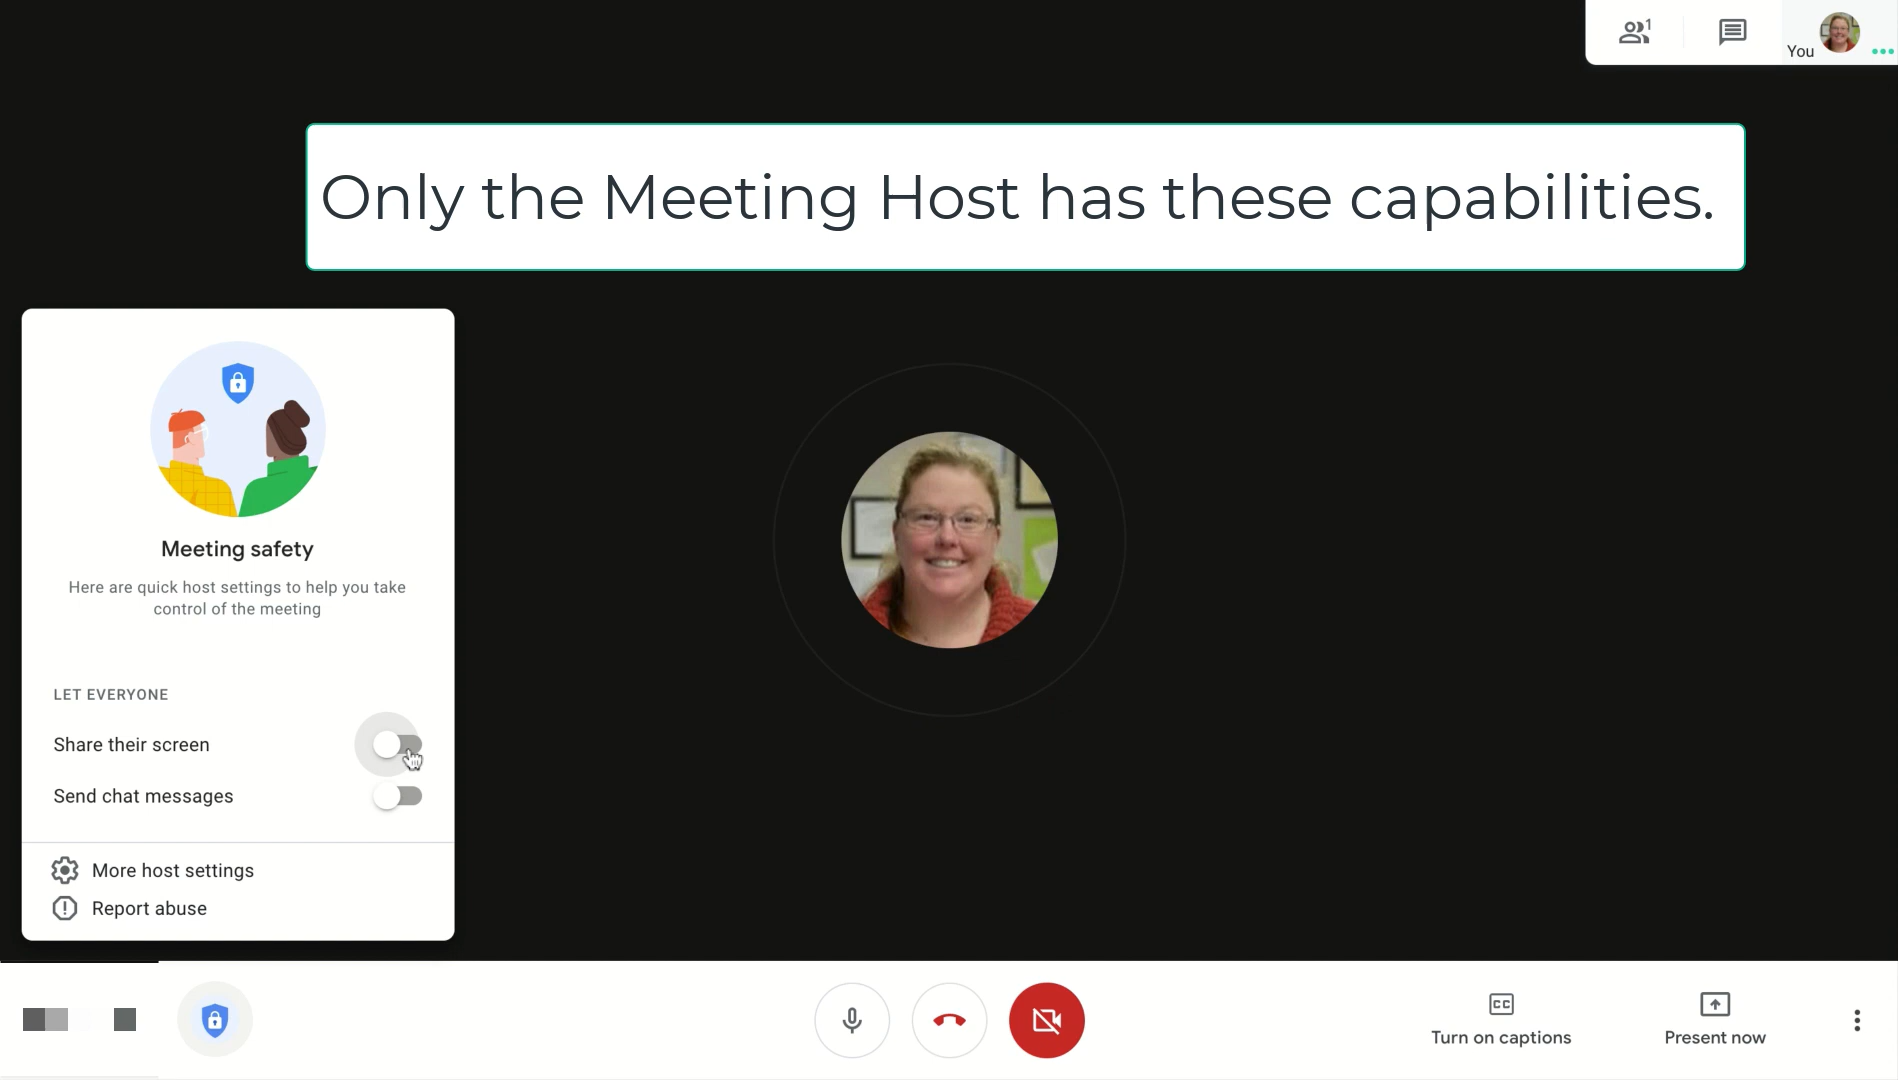 1
You
Only the Meeting Host has these capabilities.
Meeting safety
Here are quick host settings to help you take
control of the meeting
LET EVERYONE
Share their screen
Send chat messages
More host settings
Report abuse
CC
Turn on captions
Present now